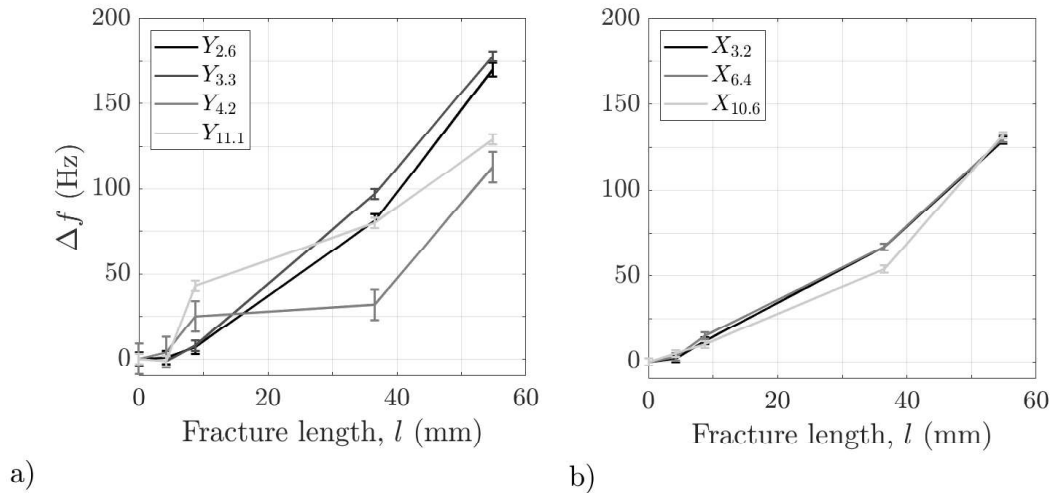 200
150
100
50
0
Δf (Hz)
Y2.6
Y3.3
Y4.2
Y11.1
0 20 40 60
Fracture length, l (mm)
a)
200
150
100
50
0
X3.2
X6.4
X10.6
0 20 40 60
Fracture length, l (mm)
b)